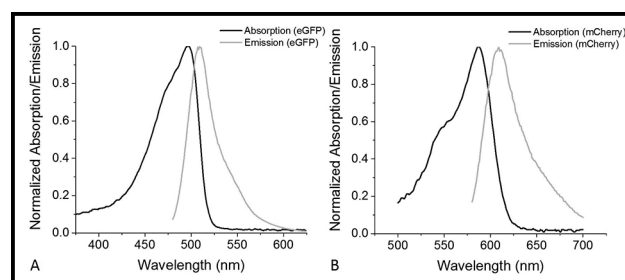 Absorption (eGFP)
Emission (eGFP)
Normalized Absorption/Emission
1.0
0.8
0.6
0.4
0.2
0.0
400
450
500
550
600
A
Wavelength (nm)
Absorption (mCherry)
Emission (mCherry)
Normalized Absorption/Emission
1.0
0.8
0.6
0.4
0.2
0.0
500
550
600
650
700
B
Wavelength (nm)